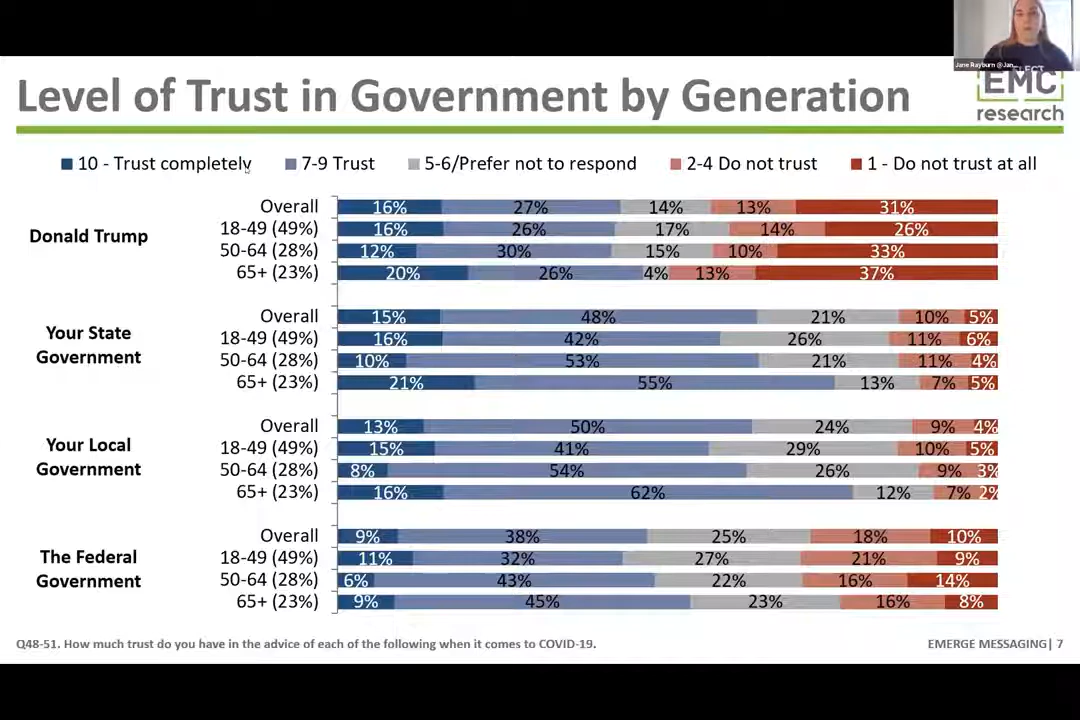 Jane Rayburn @Jan...
ELECT
Level of Trust in Government by Generation
EMC
research
10 - Trust completely 7-9 Trust 5-6/Prefer not to respond 2-4 Do not trust 1 - Do not trust at all
Donald Trump
Overall 16% 27% 14% 13% 31%
18-49 (49%) 16% 26% 17% 14% 26%
50-64 (28%) 12% 30% 15% 10% 33%
65+ (23%) 20% 26% 4% 13% 37%
Your State
Government
Overall 15% 48% 21% 10% 5%
18-49 (49%) 16% 42% 26% 11% 6%
50-64 (28%) 10% 53% 21% 11% 4%
65+ (23%) 21% 55% 13% 7% 5%
Your Local
Government
Overall 13% 50% 24% 9% 4%
18-49 (49%) 15% 41% 29% 10% 5%
50-64 (28%) 8% 54% 26% 9% 3%
65+ (23%) 16% 62% 12% 7% 2%
The Federal
Government
Overall 9% 38% 25% 18% 10%
18-49 (49%) 11% 32% 27% 21% 9%
50-64 (28%) 6% 43% 22% 16% 14%
65+ (23%) 9% 45% 23% 16% 8%
Q48-51. How much trust do you have in the advice of each of the following when it comes to COVID-19.
EMERGE MESSAGING| 7